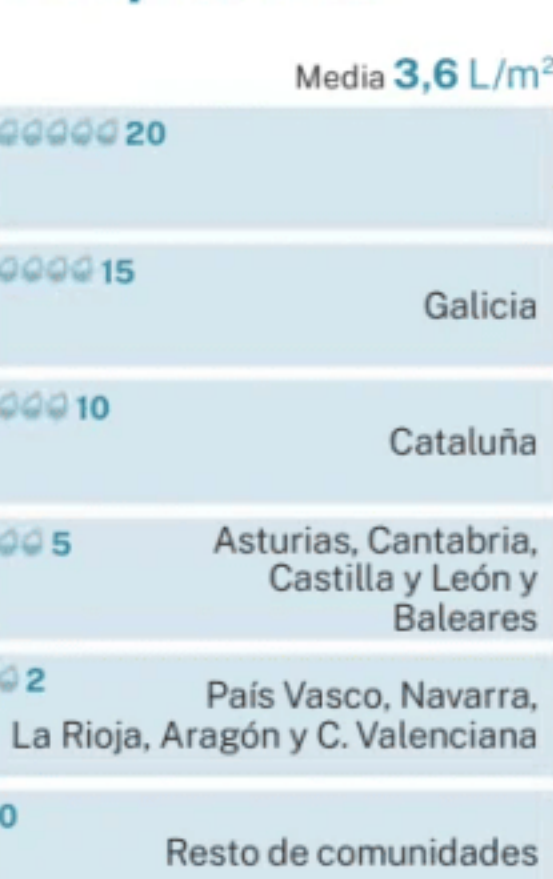 Media 3,6 L/m²
20
15
Galicia
10
Cataluña
5
Asturias, Cantabria,
Castilla y León y
Baleares
2
País Vasco, Navarra,
La Rioja, Aragón y C. Valenciana
0
Resto de comunidades